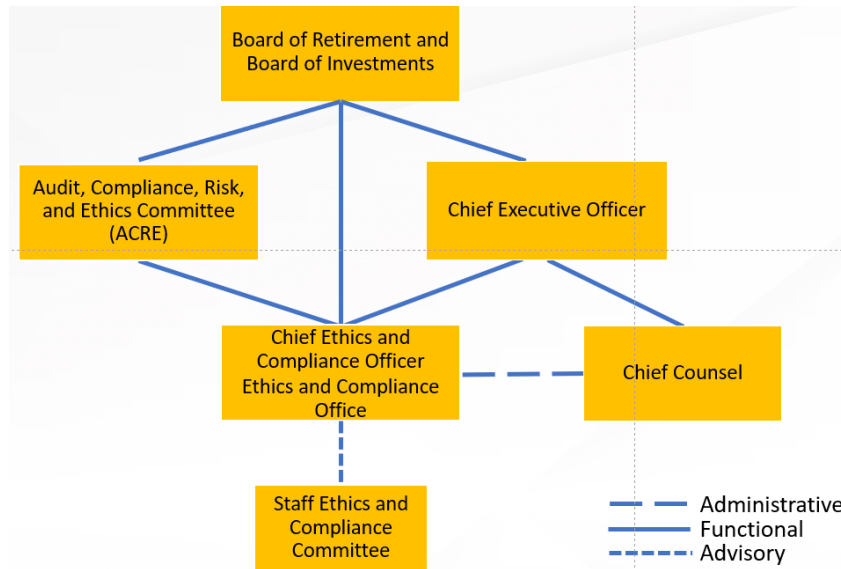 Board of Retirement and
Board of Investments
Audit, Compliance, Risk,
and Ethics Committee
(ACRE)
Chief Executive Officer
Chief Ethics and
Compliance Officer
Ethics and Compliance
Office
Chief Counsel
Staff Ethics and
Compliance
Committee
Administrative
Functional
Advisory